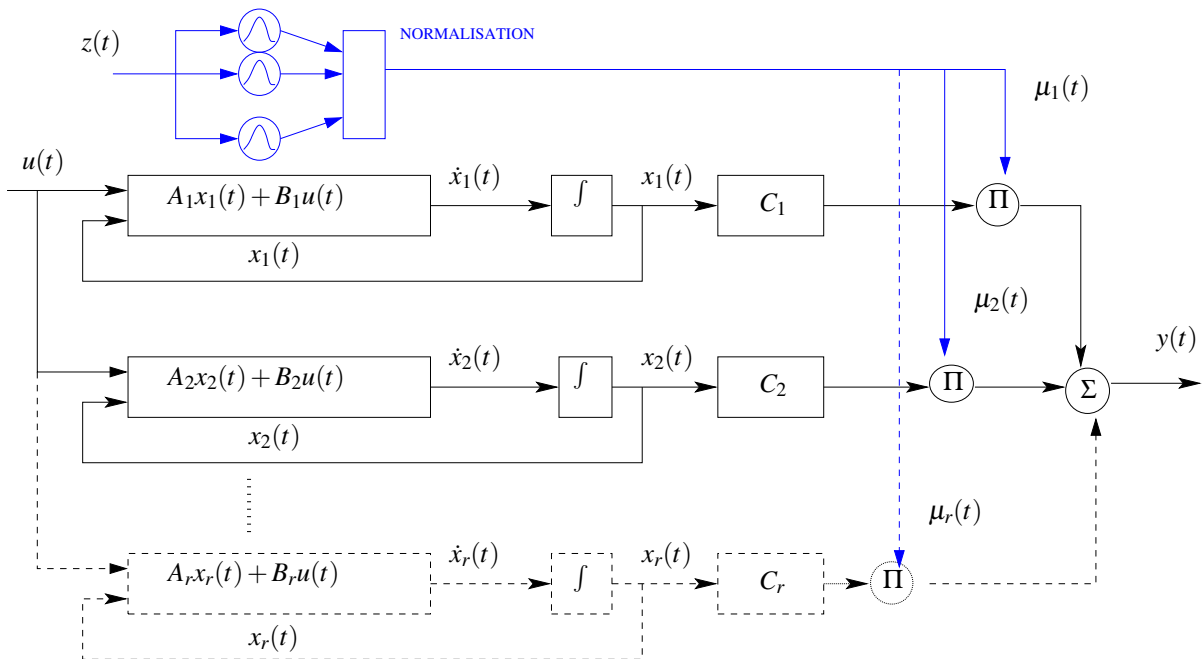 z(t)
NORMALISATION
μ₁(t)
u(t)
A₁x₁(t) + B₁u(t)
ẋ₁(t)
∫
x₁(t)
C₁
Π
x₁(t)
μ₂(t)
A₂x₂(t) + B₂u(t)
ẋ₂(t)
∫
x₂(t)
C₂
Π
Σ
y(t)
x₂(t)
μᵣ(t)
Aᵣxᵣ(t) + Bᵣu(t)
ẋᵣ(t)
∫
xᵣ(t)
Cᵣ
Π
xᵣ(t)